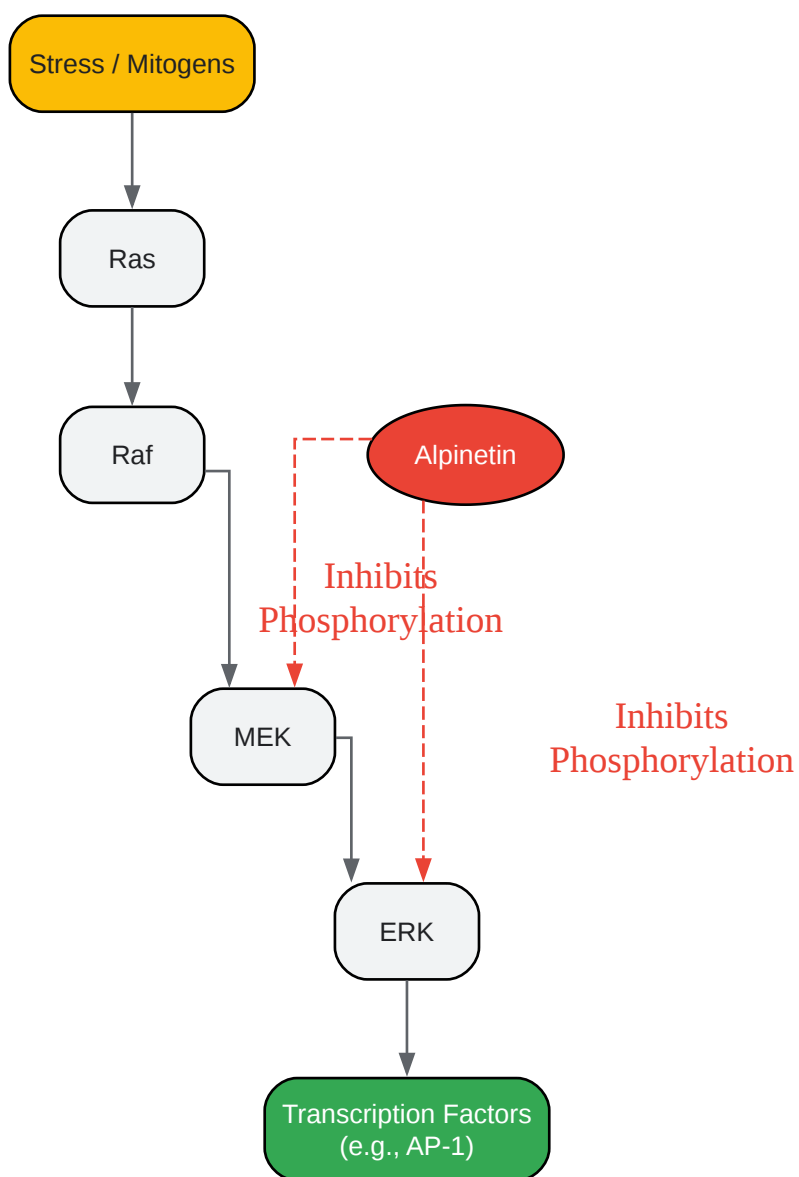 Stress / Mitogens
Ras
Raf
Alpinetin
Inhibits
Phosphorylation
Inhibits
Phosphorylation
MEK
ERK
Transcription Factors
(e.g., AP-1)